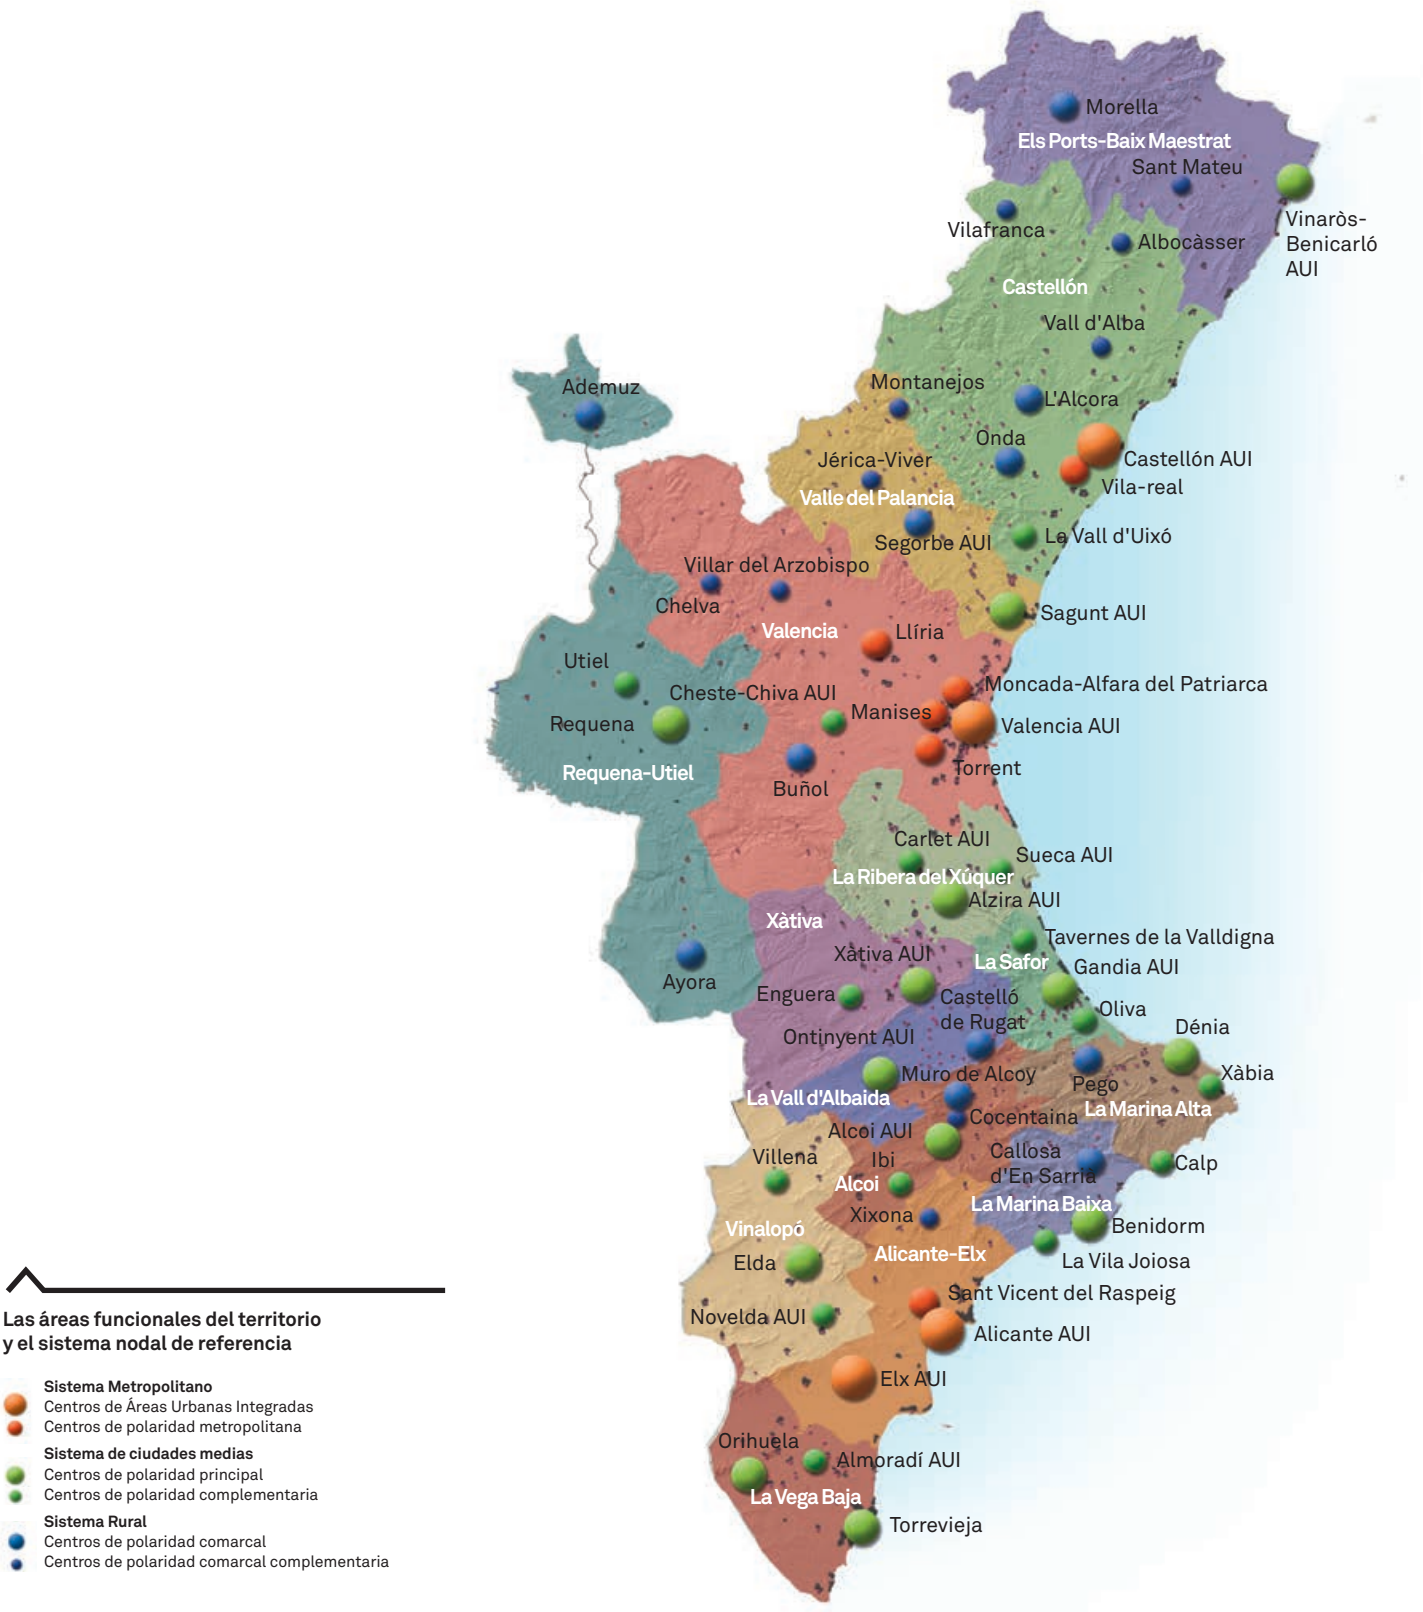 Morella
Els Ports-Baix Maestrat
Sant Mateu
Vilafranca
Vinaròs-
Benicarló
AUI
Albocàsser
Castellón
Vall d'Alba
Ademuz
Montanejos
L'Alcora
Onda
Castellón AUI
Jérica-Viver
Vila-real
Valle del Palancia
Segorbe AUI
La Vall d'Uixó
Villar del Arzobispo
Chelva
Sagunt AUI
Valencia
Llíria
Utiel
Moncada-Alfara del Patriarca
Cheste-Chiva AUI
Manises
Requena
Valencia AUI
Torrent
Requena-Utiel
Buñol
Carlet AUI
Sueca AUI
La Ribera del Xúquer
Alzira AUI
Xàtiva
Tavernes de la Valldigna
Xàtiva AUI
La Safor
Gandia AUI
Ayora
Enguera
Castelló
de Rugat
Oliva
Ontinyent AUI
Dénia
Muro de Alcoy
Xàbia
Pego
La Vall d'Albaida
La Marina Alta
Cocentaina
Alcoi AUI
Villena
Ibi
Callosa
d'En Sarrià
Calp
Alcoi
La Marina Baixa
Xixona
Vinalopó
Benidorm
Alicante-Elx
Elda
La Vila Joiosa
Sant Vicent del Raspeig
Novelda AUI
Alicante AUI
Elx AUI
Orihuela
Almoradí AUI
La Vega Baja
Torrevieja
Las áreas funcionales del territorio
y el sistema nodal de referencia
Sistema Metropolitano
Centros de Áreas Urbanas Integradas
Centros de polaridad metropolitana
Sistema de ciudades medias
Centros de polaridad principal
Centros de polaridad complementaria
Sistema Rural
Centros de polaridad comarcal
Centros de polaridad comarcal complementaria